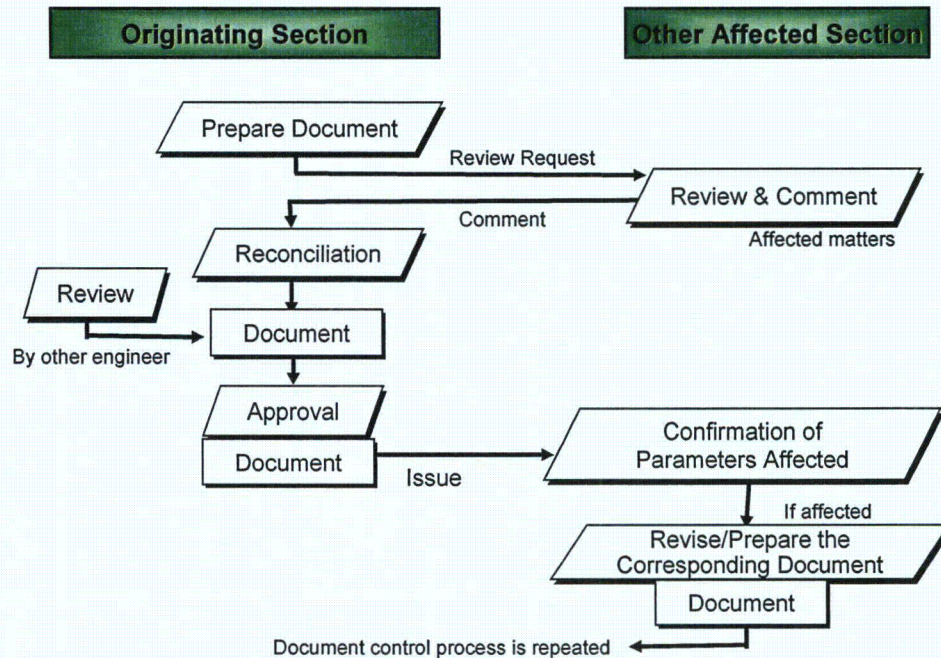 Originating Section
Other Affected Section
Prepare Document
Review Request
Review & Comment
Comment
Affected matters
Reconciliation
Review
Document
By other engineer
Approval
Document
Issue
Confirmation of
Parameters Affected
If affected
Revise/Prepare the
Corresponding Document
Document
Document control process is repeated